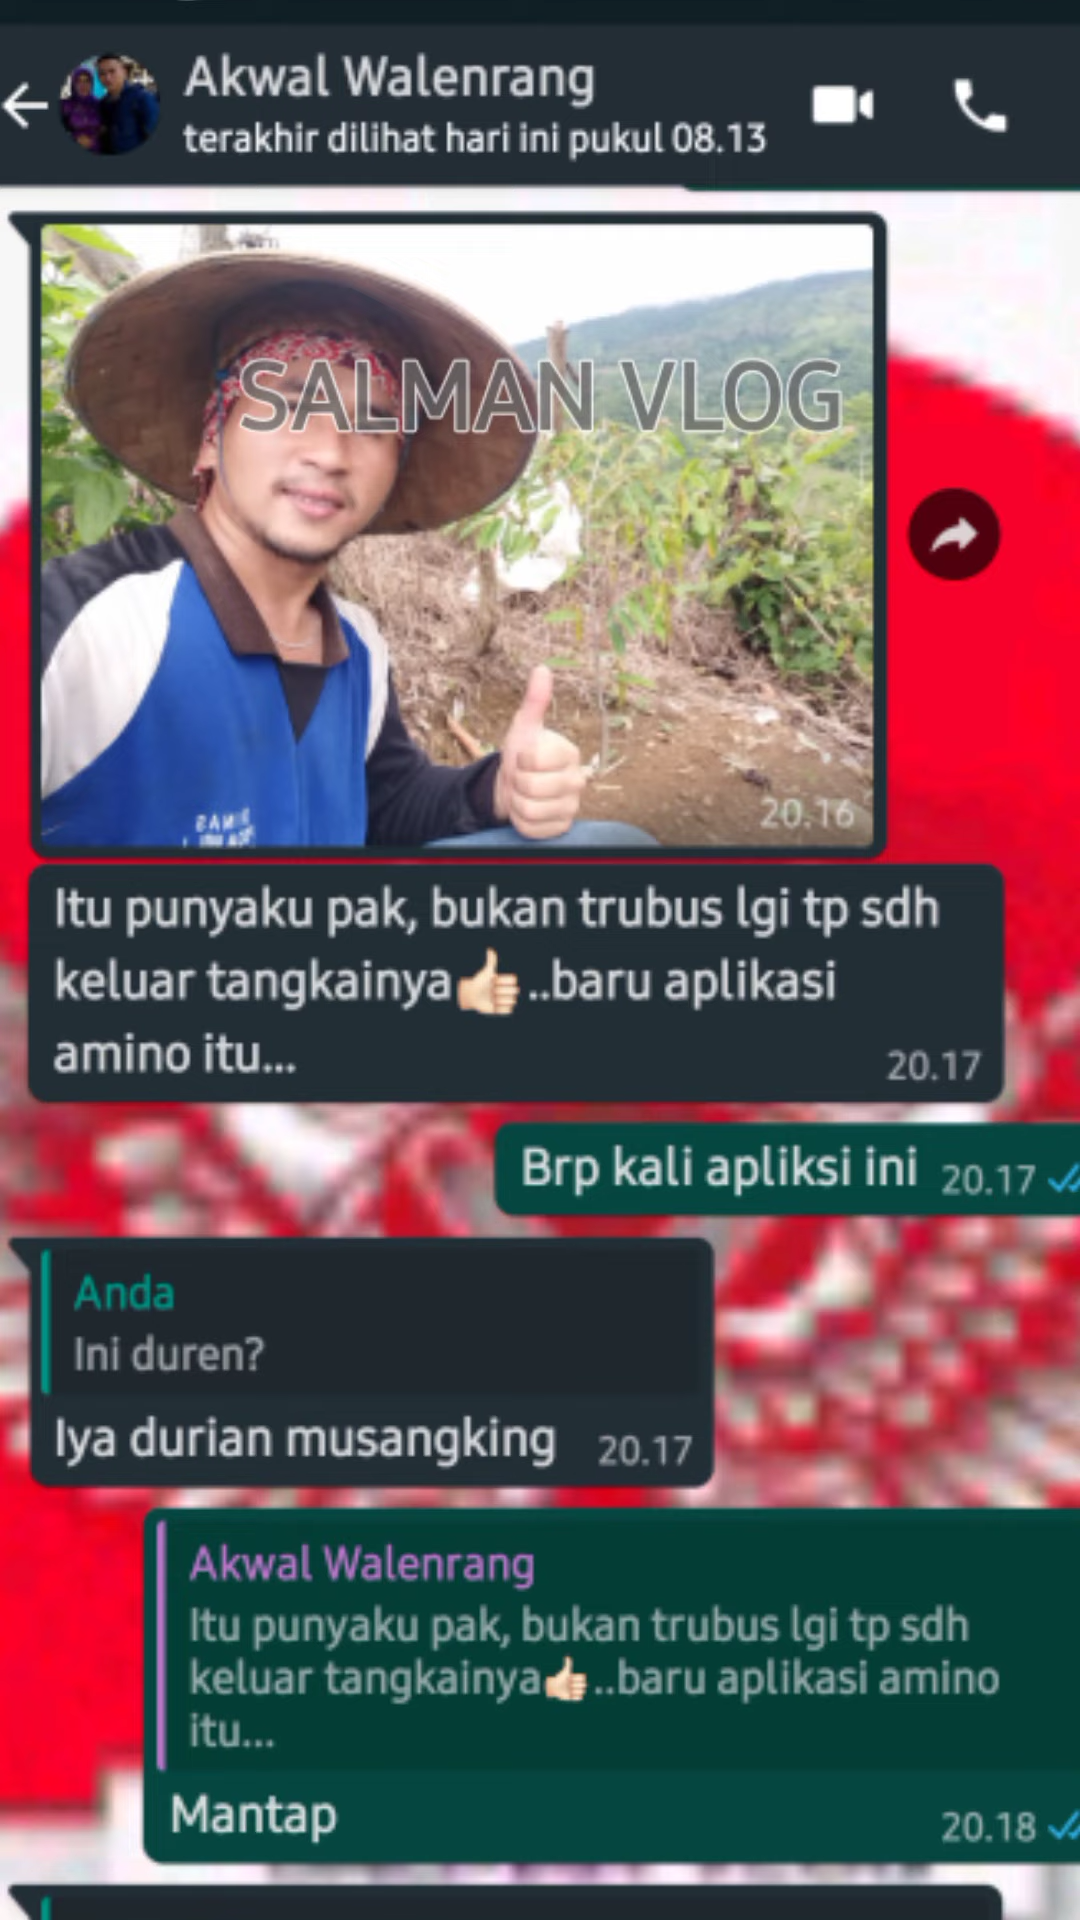 Akwal Walenrang
terakhir dilihat hari ini pukul 08.13
SALMAN VLOG
20.16
Itu punyaku pak, bukan trubus lgi tp sdh
keluar tangkainya👍🏻..baru aplikasi
amino itu...
20.17
Brp kali apliksi ini 20.17
Anda
Ini duren?
Iya durian musangking 20.17
Akwal Walenrang
Itu punyaku pak, bukan trubus lgi tp sdh
keluar tangkainya👍🏻..baru aplikasi amino
itu...
Mantap 20.18